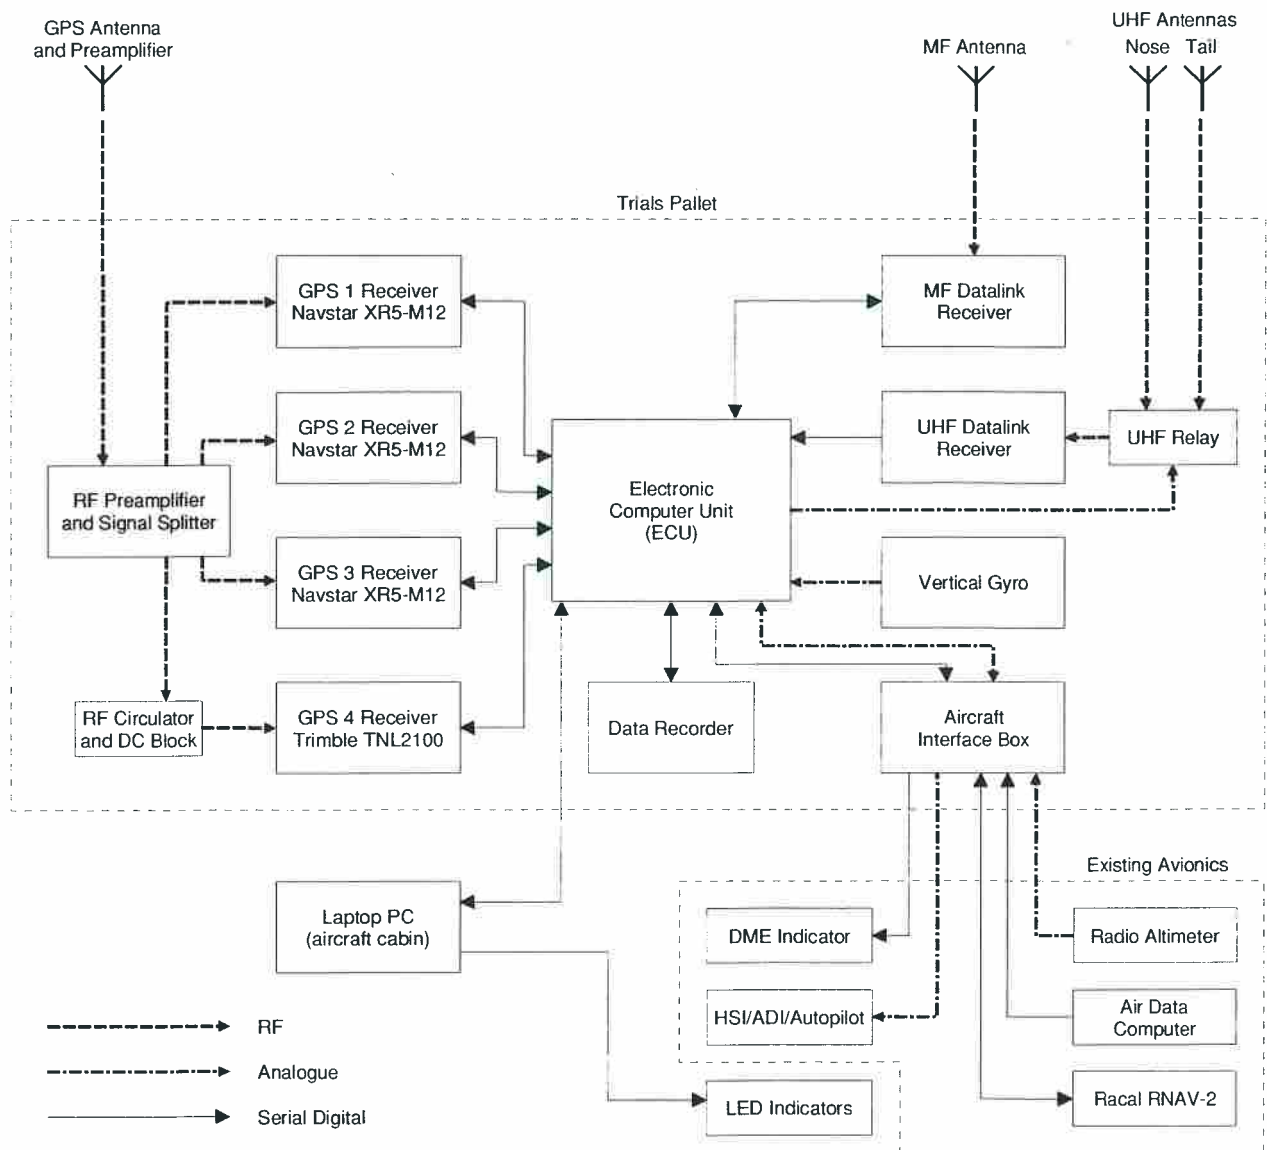 GPS Antenna
and Preamplifier
MF Antenna
UHF Antennas
Nose Tail
Trials Pallet
GPS 1 Receiver
Navstar XR5-M12
MF Datalink
Receiver
GPS 2 Receiver
Navstar XR5-M12
UHF Datalink
Receiver
UHF Relay
RF Preamplifier
and Signal Splitter
Electronic
Computer Unit
(ECU)
GPS 3 Receiver
Navstar XR5-M12
Vertical Gyro
RF Circulator
and DC Block
GPS 4 Receiver
Trimble TNL2100
Data Recorder
Aircraft
Interface Box
Existing Avionics
Laptop PC
(aircraft cabin)
DME Indicator
Radio Altimeter
HSI/ADI/Autopilot
Air Data
Computer
LED Indicators
Racal RNAV-2
RF
Analogue
Serial Digital